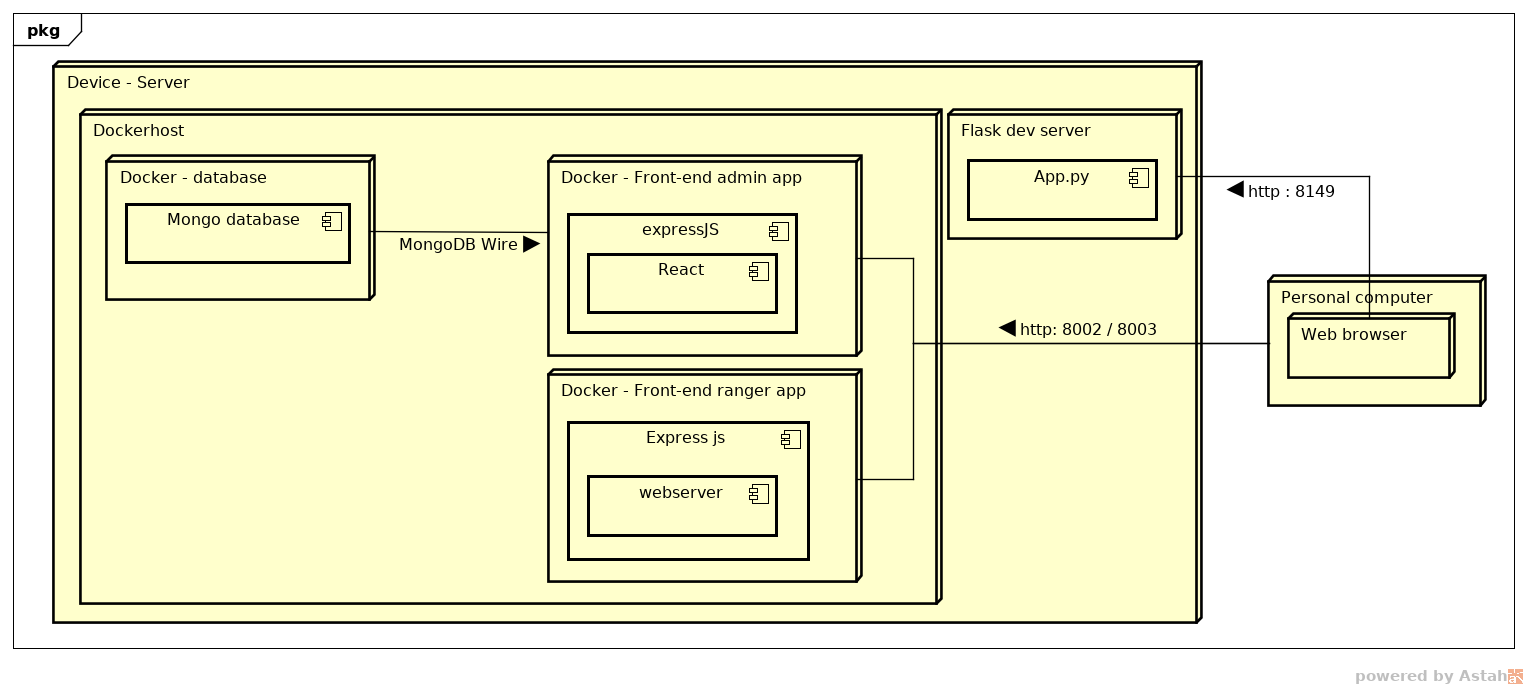 pkg
Device - Server
Dockerhost
Flask dev server
Docker - database
Docker - Front-end admin app
App.py
Mongo database
http : 8149
expressJS
MongoDB Wire
React
Personal computer
http: 8002 / 8003
Web browser
Docker - Front-end ranger app
Express js
webserver
powered by Astah